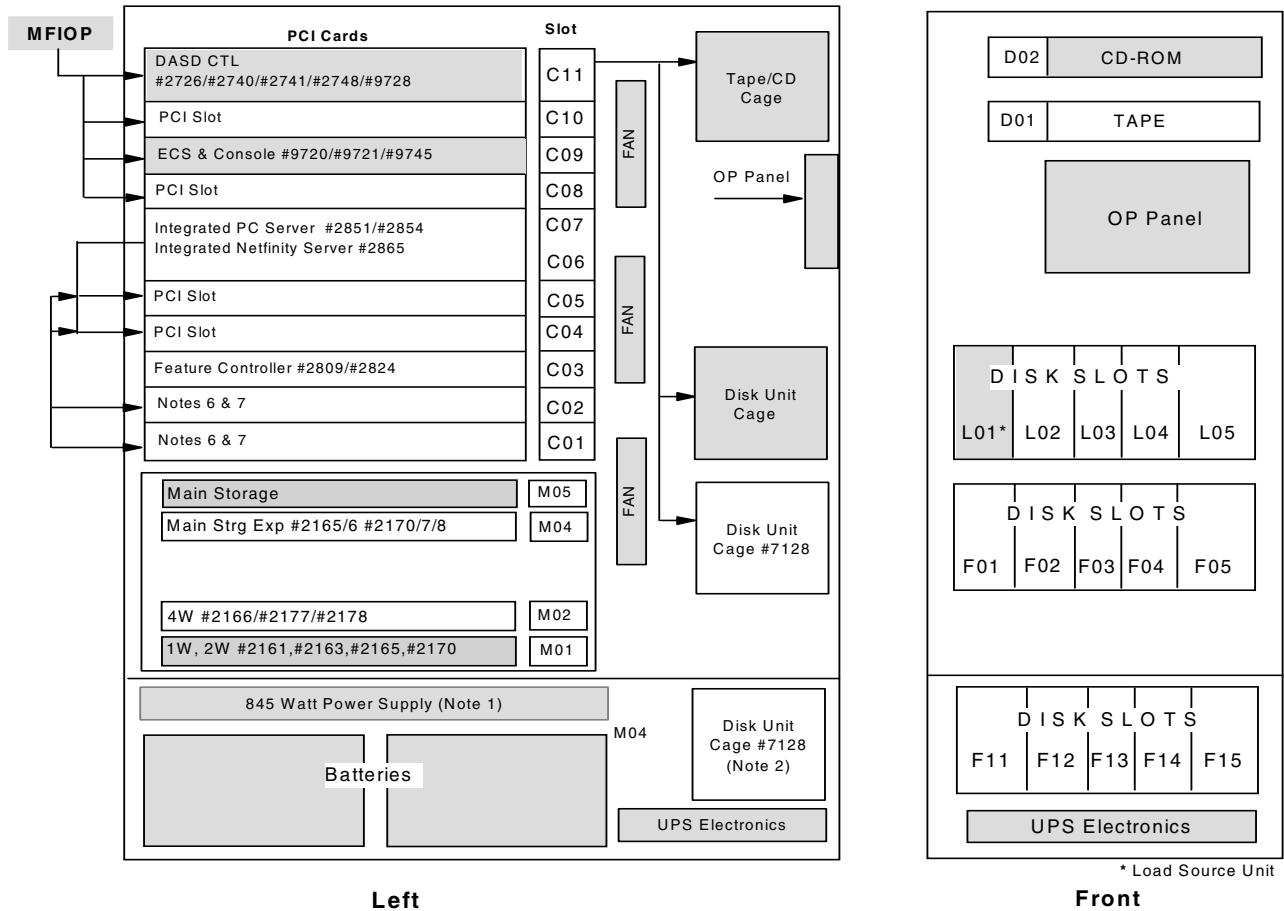 MFIOP
PCI Cards
Slot
DASD CTL
#2726/#2740/#2741/#2748/#9728
C11
PCI Slot
C10
ECS & Console #9720/#9721/#9745
C09
PCI Slot
C08
Integrated PC Server #2851/#2854
Integrated Netfinity Server #2865
C07
C06
PCI Slot
C05
PCI Slot
C04
Feature Controller #2809/#2824
C03
Notes 6 & 7
C02
Notes 6 & 7
C01
Main Storage
M05
Main Strg Exp #2165/6 #2170/7/8
M04
4W #2166/#2177/#2178
M02
1W, 2W #2161,#2163,#2165,#2170
M01
845 Watt Power Supply (Note 1)
M04
Batteries
FAN
FAN
FAN
Tape/CD
Cage
OP Panel
Disk Unit
Cage
Disk Unit
Cage #7128
Disk Unit
Cage #7128
(Note 2)
UPS Electronics
Left
D02
CD-ROM
D01
TAPE
OP Panel
DISK SLOTS
L01* L02 L03 L04 L05
DISK SLOTS
F01 F02 F03 F04 F05
DISK SLOTS
F11 F12 F13 F14 F15
UPS Electronics
* Load Source Unit
Front